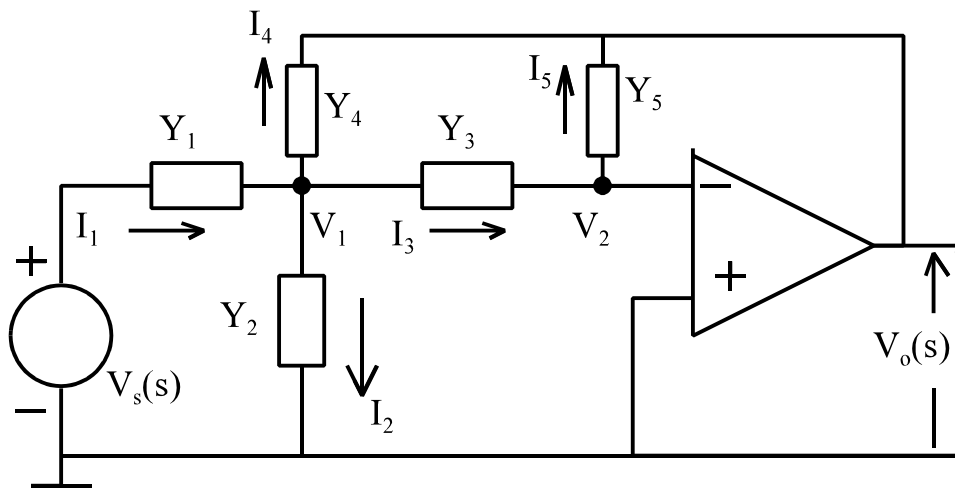 I₄
I₅
Y₄
Y₅
Y₁
Y₃
I₁
V₁
I₃
V₂
−
+
+
Y₂
Vₛ(s)
Vₒ(s)
−
I₂